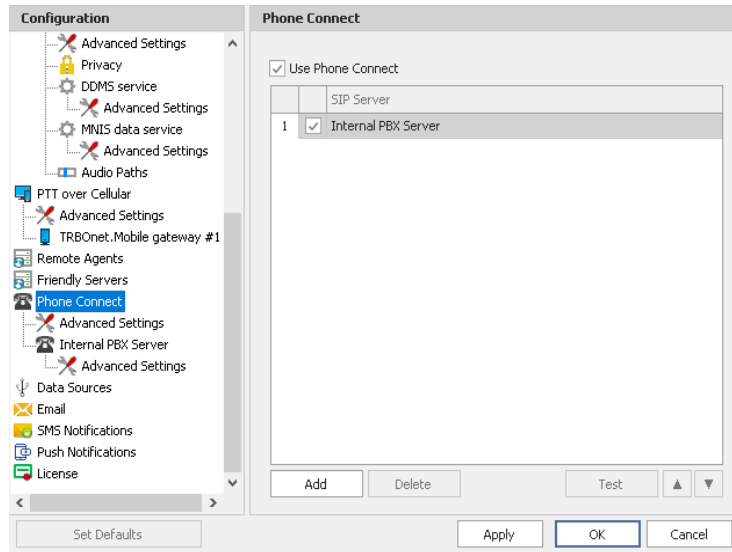 Configuration
Advanced Settings
Privacy
DDMS service
Advanced Settings
MNIS data service
Advanced Settings
Audio Paths
PTT over Cellular
Advanced Settings
TRBOnet.Mobile gateway #1
Remote Agents
Friendly Servers
Phone Connect
Advanced Settings
Internal PBX Server
Advanced Settings
Data Sources
Email
SMS Notifications
Push Notifications
License
Set Defaults
Phone Connect
Use Phone Connect
SIP Server
1 Internal PBX Server
Add Delete Test
Apply OK Cancel